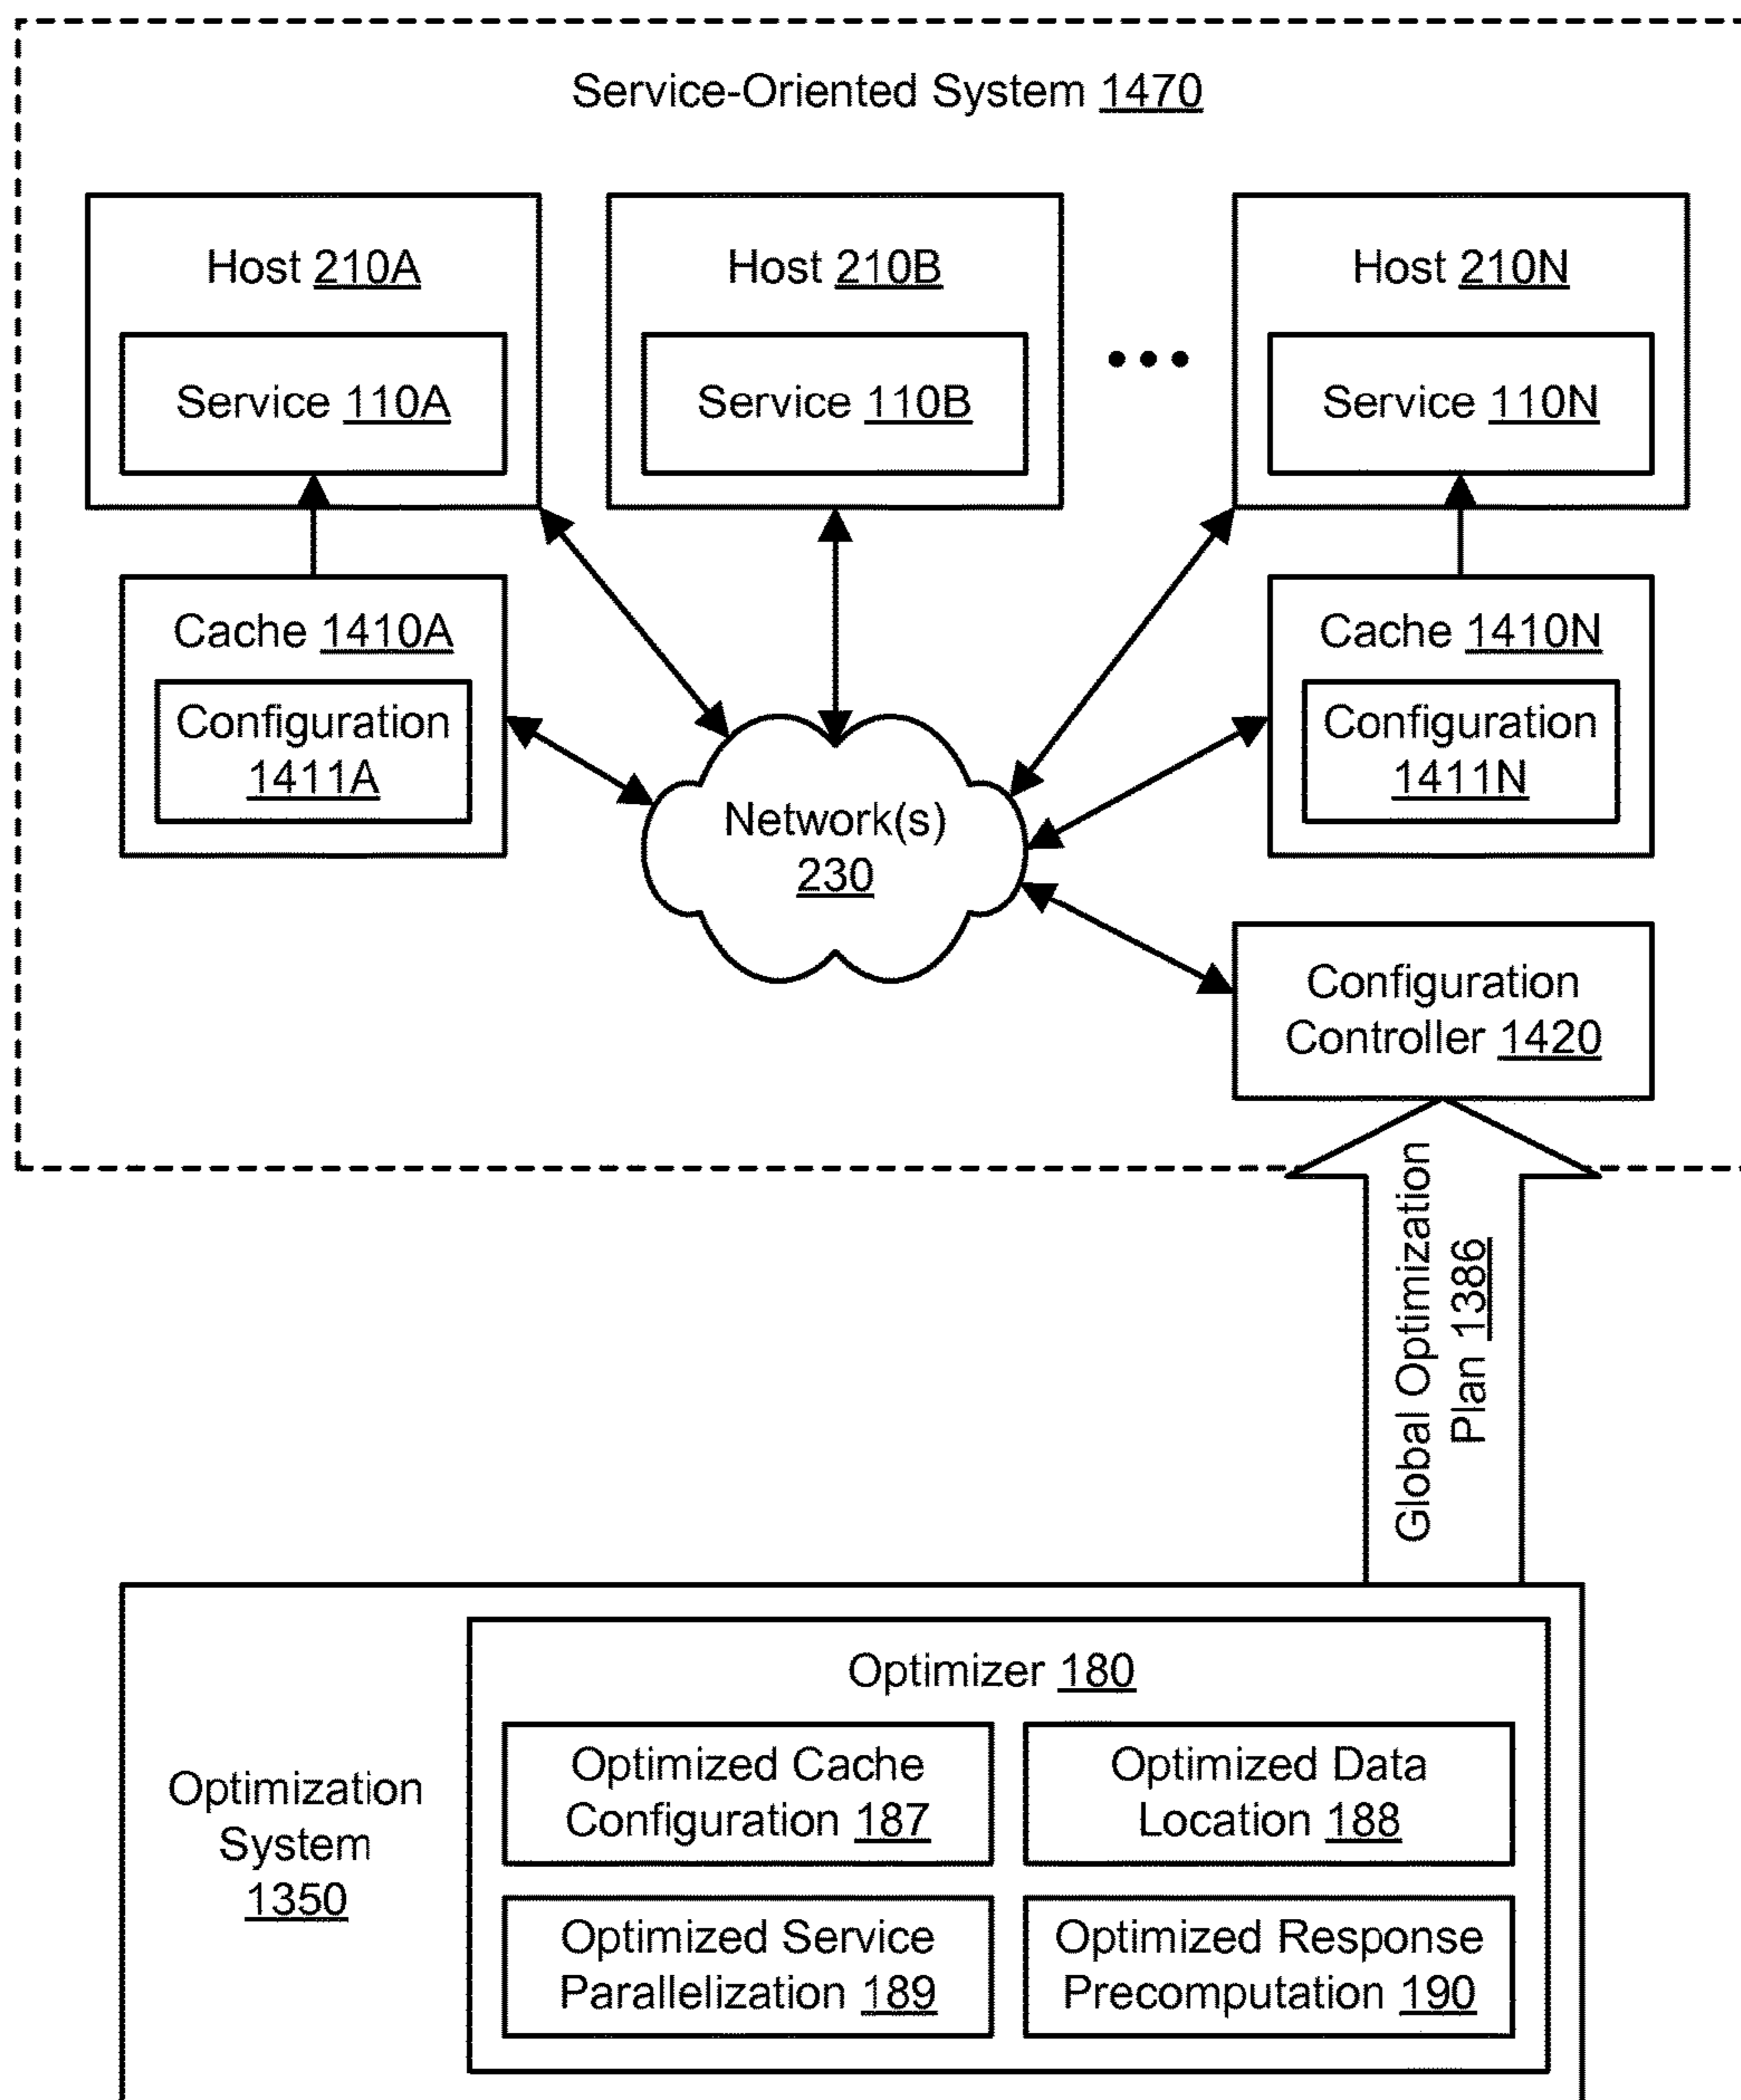 Service-Oriented System 1470
Host 210A
Service 110A
Host 210B
Service 110B
Host 210N
Service 110N
Cache 1410A
Configuration
1411A
Cache 1410N
Configuration
1411N
Network(s)
230
Configuration
Controller 1420
Global Optimization
Plan 1386
Optimization
System
1350
Optimizer 180
Optimized Cache
Configuration 187
Optimized Data
Location 188
Optimized Service
Parallelization 189
Optimized Response
Precomputation 190